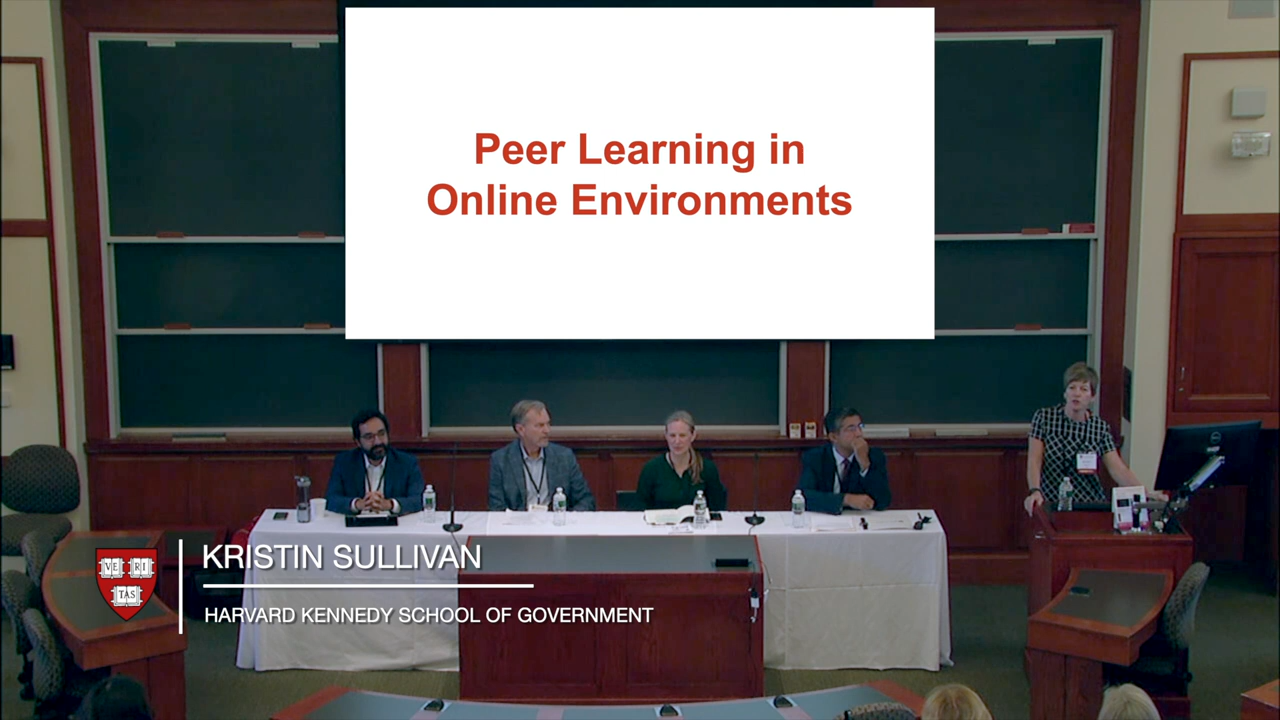 Peer Learning in
Online Environments
KRISTIN SULLIVAN
HARVARD KENNEDY SCHOOL OF GOVERNMENT
VE RI
TAS